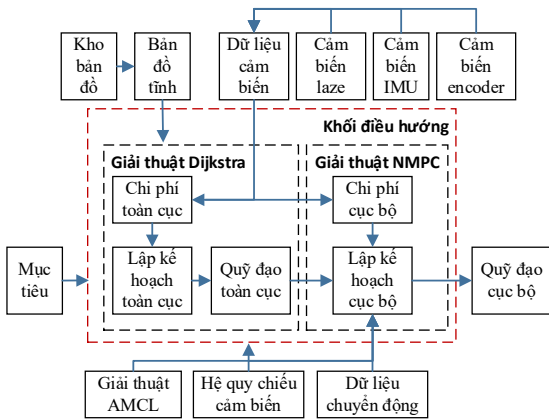 Kho
bản đồ
Bản
đồ
tĩnh
Dữ liệu
cảm
biến
Cảm
biến
laze
Cảm
biến
IMU
Cảm
biến
encoder
Khối điều hướng
Giải thuật Dijkstra
Giải thuật NMPC
Chi phí
toàn cục
Chi phí
cục bộ
Mục
tiêu
Lập kế
hoạch
toàn cục
Quỹ đạo
toàn cục
Lập kế
hoạch
cục bộ
Quỹ đạo
cục bộ
Giải thuật
AMCL
Hệ quy chiếu
cảm biến
Dữ liệu
chuyển động